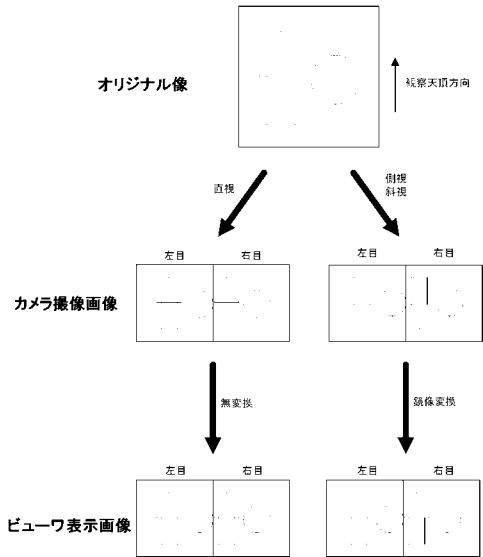 オリジナル像
観察天頂方向
直視
側視
斜視
左目 右目
左目 右目
カメラ撮像画像
無変換
鏡像変換
左目 右目
左目 右目
ビューワ表示画像